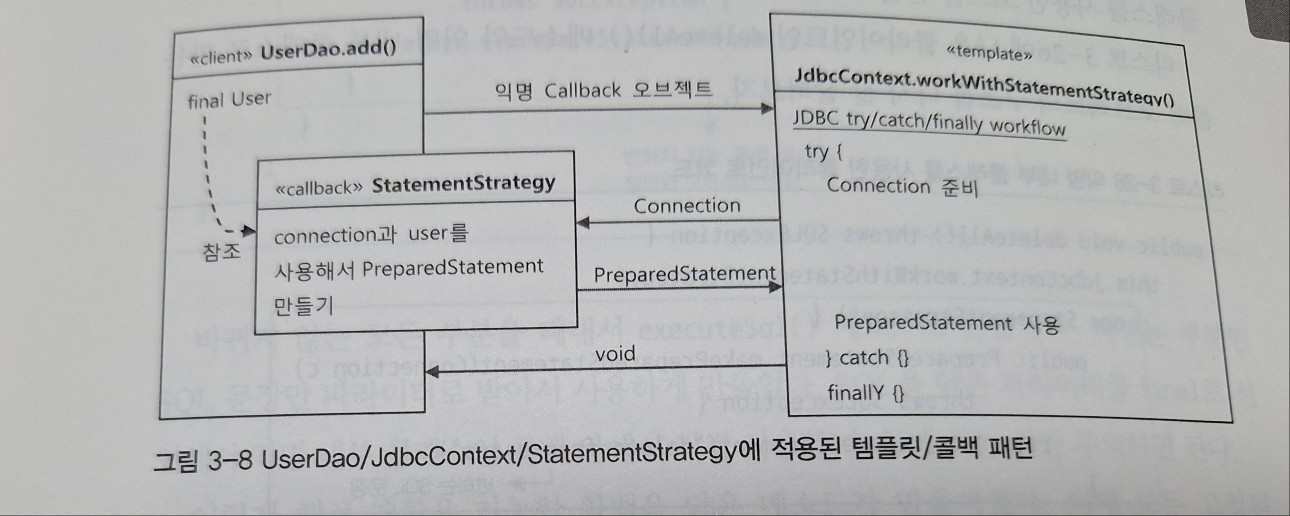 «client» UserDao.add()
final User
참조
«callback» StatementStrategy
connection과 user를
사용해서 PreparedStatement
만들기
익명 Callback 오브젝트
Connection
PreparedStatement
void
«template»
JdbcContext.workWithStatementStrategy()
JDBC try/catch/finally workflow
try {
Connection 준비
PreparedStatement 사용
} catch {}
finallY {}
그림 3-8 UserDao/JdbcContext/StatementStrategy에 적용된 템플릿/콜백 패턴